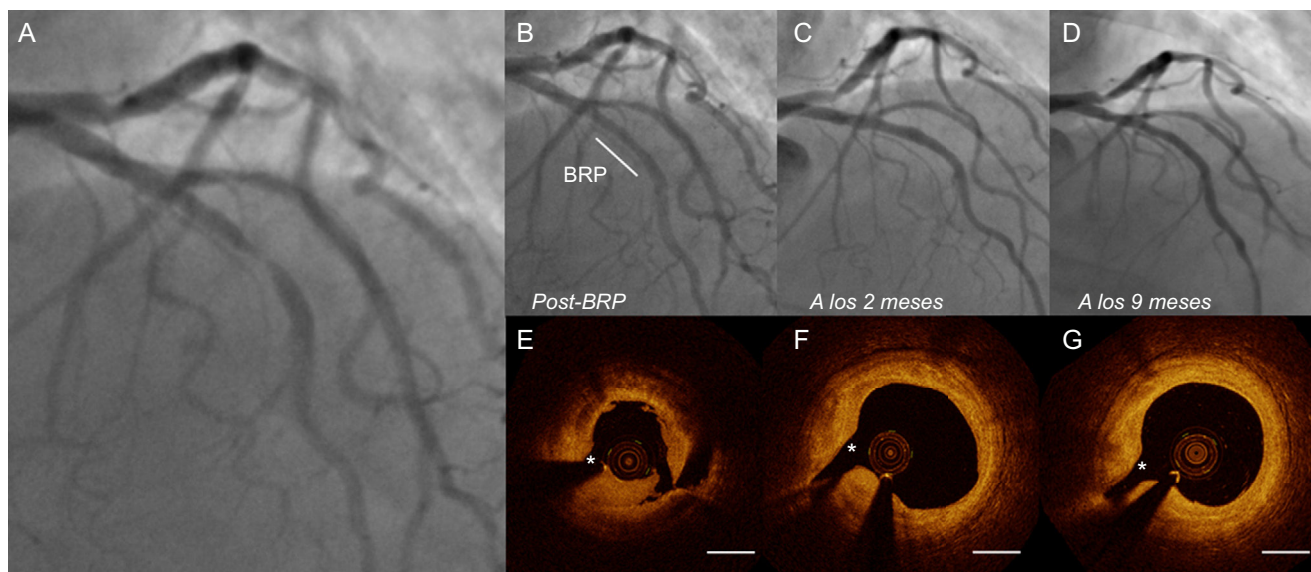 A
B
C
D
BRP
Post-BRP
A los 2 meses
A los 9 meses
E
F
G
*
*
*